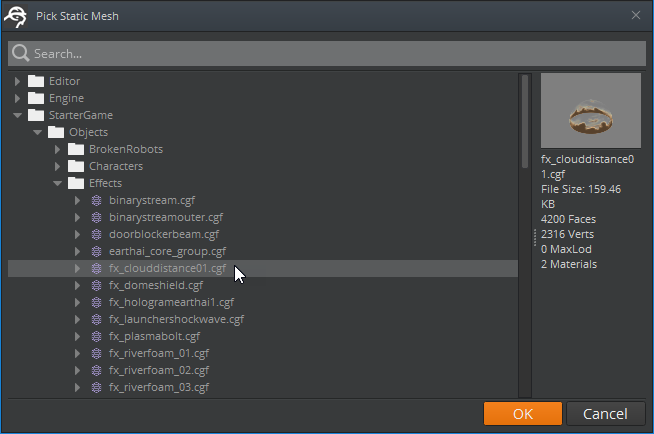 Pick Static Mesh
Search...
Editor
Engine
StarterGame
Objects
BrokenRobots
Characters
Effects
binarystream.cgf
binarystreamouter.cgf
doorblockerbeam.cgf
earthai_core_group.cgf
fx_clouddistance01.cgf
fx_domeshield.cgf
fx_hologramearthai1.cgf
fx_launchershockwave.cgf
fx_plasmabolt.cgf
fx_riverfoam_01.cgf
fx_riverfoam_02.cgf
fx_riverfoam_03.cgf
fx_clouddistance0
1.cgf
File Size: 159.46
KB
4200 Faces
2316 Verts
0 MaxLod
2 Materials
OK
Cancel